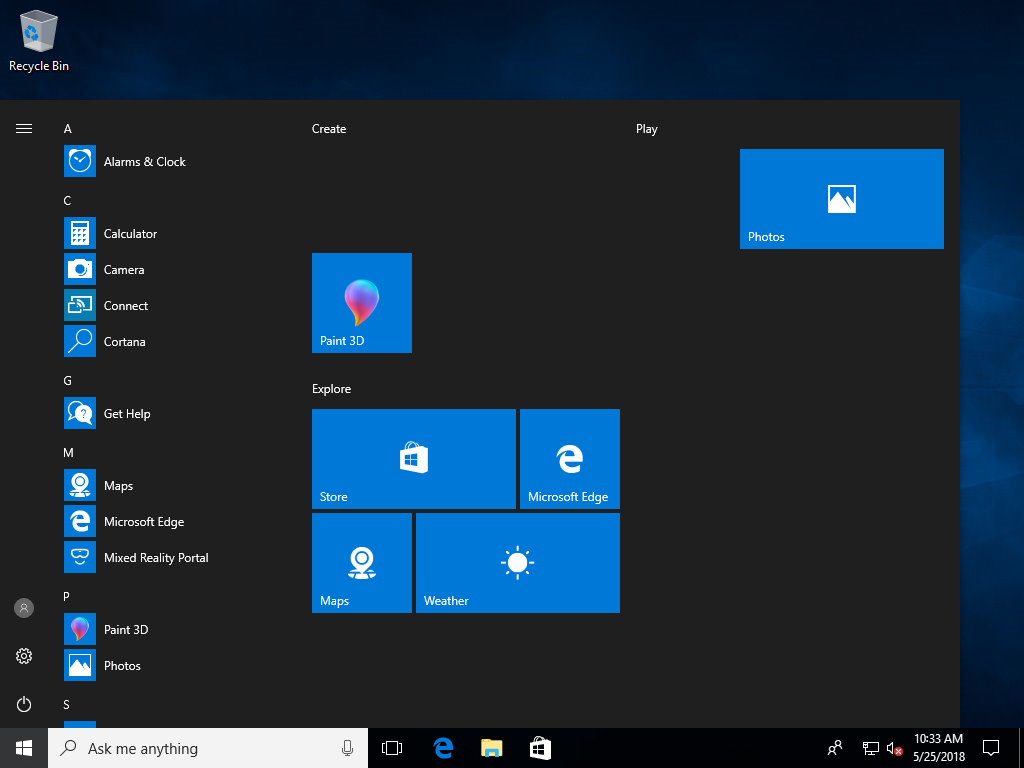 Recycle Bin
A
Alarms & Clock
C
Calculator
Camera
Connect
Cortana
G
Get Help
M
Maps
Microsoft Edge
Mixed Reality Portal
P
Paint 3D
Photos
S
Create
Paint 3D
Explore
Store
Microsoft Edge
Maps
Weather
Play
Photos
Ask me anything
10:33 AM
5/25/2018